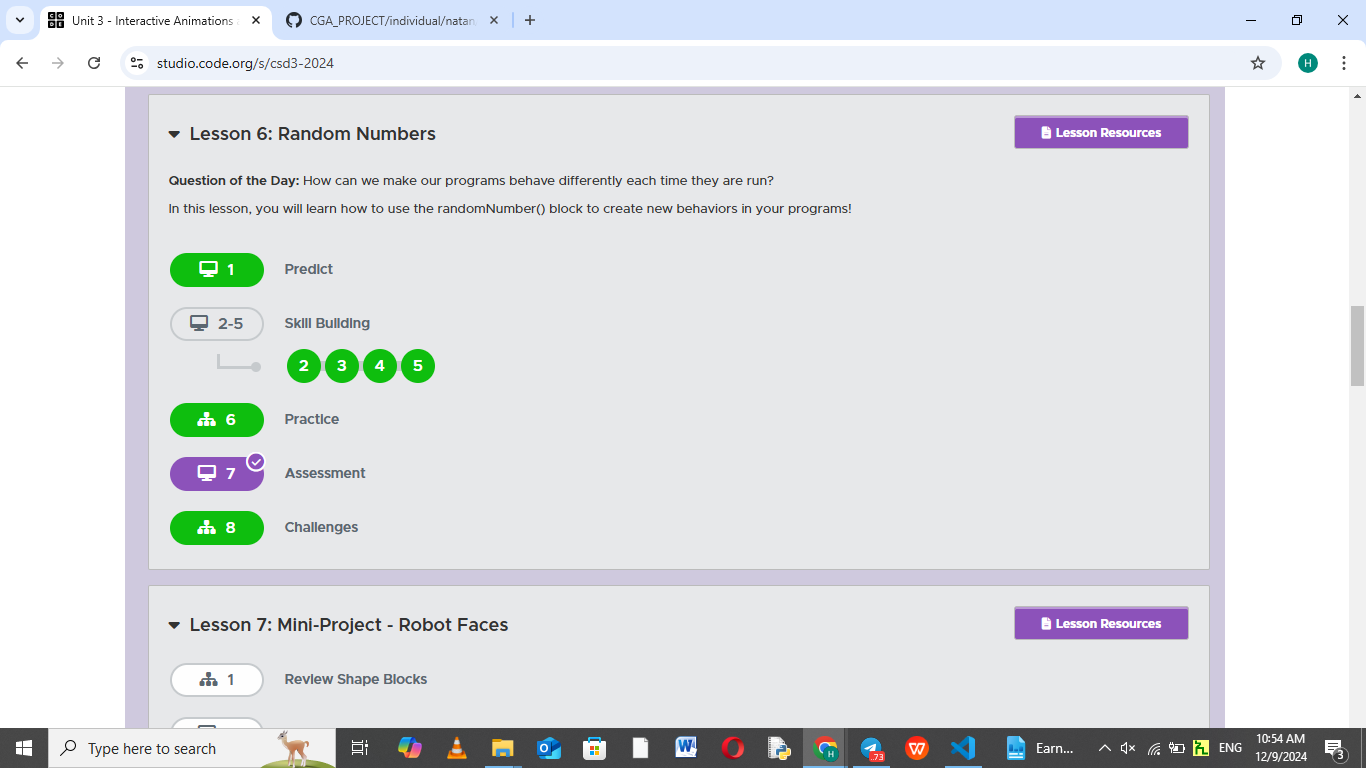 Unit 3 - Interactive Animations
CGA_PROJECT/individual/natan
studio.code.org/s/csd3-2024
H
Lesson 6: Random Numbers
Lesson Resources
Question of the Day: How can we make our programs behave differently each time they are run?
In this lesson, you will learn how to use the randomNumber() block to create new behaviors in your programs!
1 Predict
2-5 Skill Building
2 3 4 5
6 Practice
7 Assessment
8 Challenges
Lesson 7: Mini-Project - Robot Faces
Lesson Resources
1 Review Shape Blocks
Type here to search
Earn...
ENG
10:54 AM
12/9/2024
3